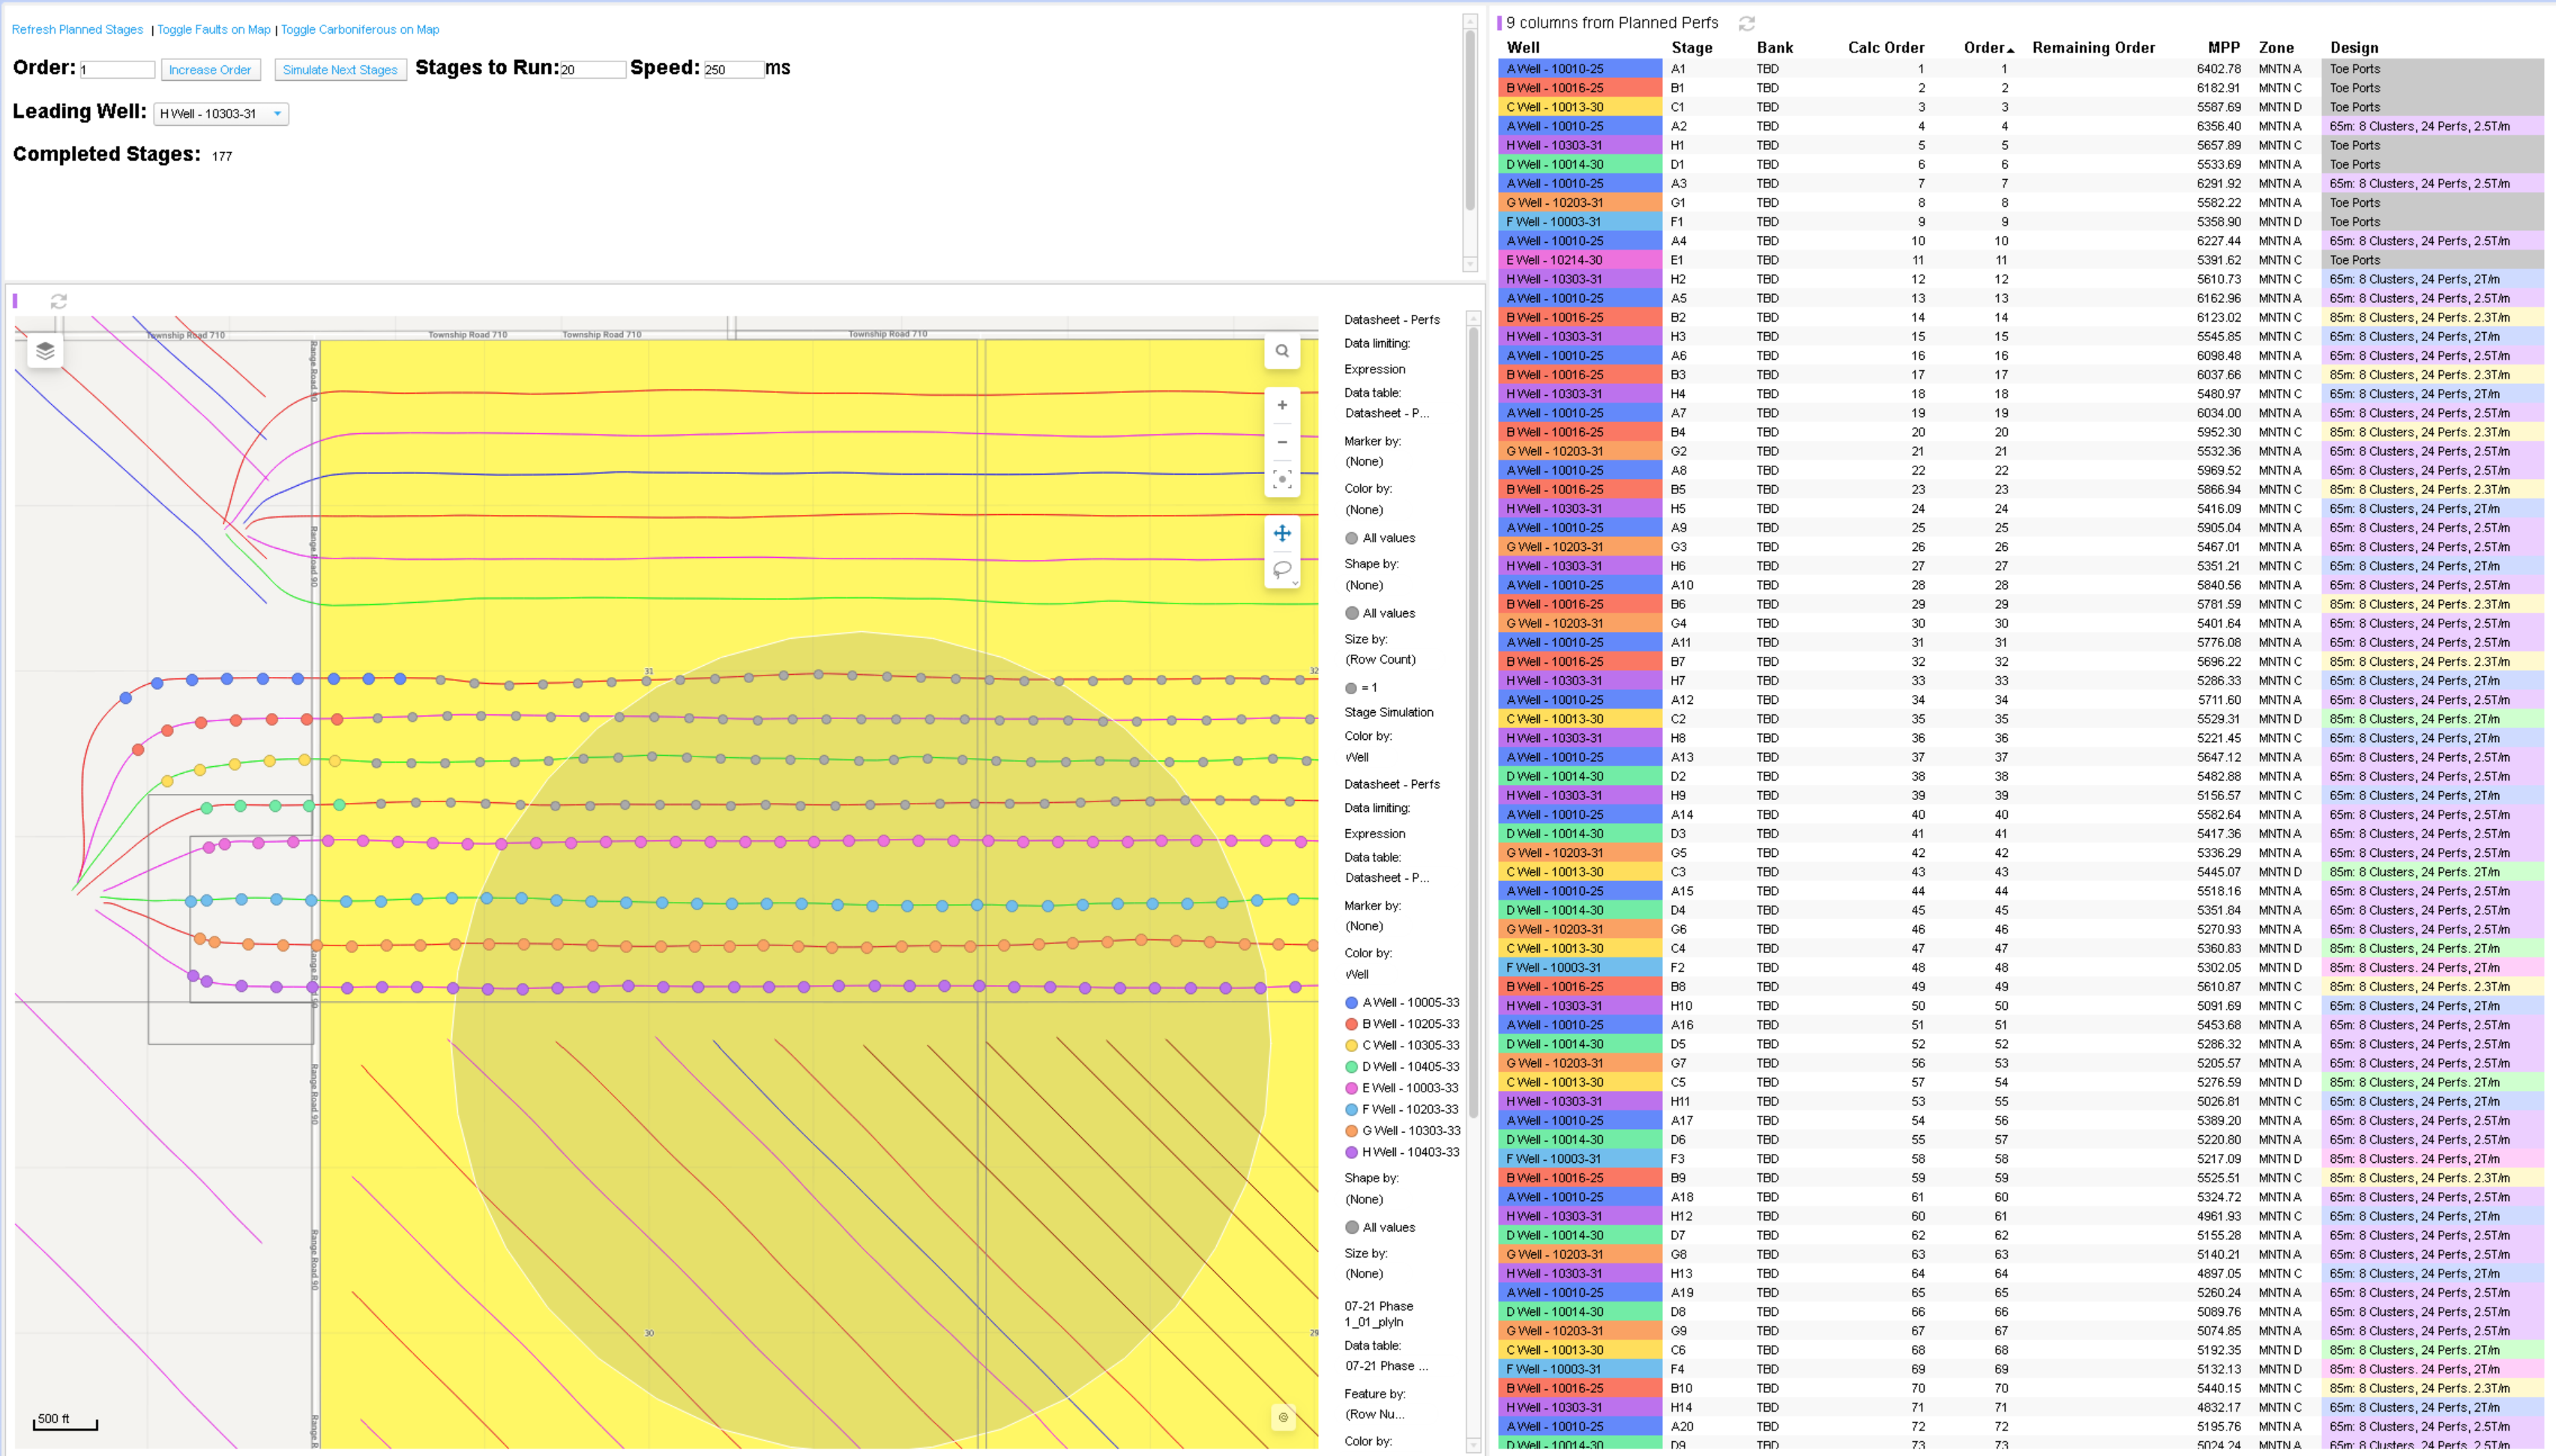 Refresh Planned Stages | Toggle Faults on Map | Toggle Carboniferous on Map
Order: 1 Increase Order Simulate Next Stages Stages to Run: 20 Speed: 250 ms
Leading Well: H Well - 10303-31
Completed Stages: 177
Township Road 710 Township Road 710 Township Road 710 Township Road 710
Range Road 90
Range Road 90
Range Road 90
Range Road 90
31
32
30
29
500 ft
Datasheet - Perfs
Data limiting:
Expression
Data table:
Datasheet - P...
Marker by:
(None)
Color by:
(None)
All values
Shape by:
(None)
All values
Size by:
(Row Count)
= 1
Stage Simulation
Color by:
Well
Datasheet - Perfs
Data limiting:
Expression
Data table:
Datasheet - P...
Marker by:
(None)
Color by:
Well
A Well - 10005-33
B Well - 10205-33
C Well - 10305-33
D Well - 10405-33
E Well - 10003-33
F Well - 10203-33
G Well - 10303-33
H Well - 10403-33
Shape by:
(None)
All values
Size by:
(None)
07-21 Phase
1_01_plyln
Data table:
07-21 Phase ...
Feature by:
(Row Nu...
Color by:
9 columns from Planned Perfs
Well Stage Bank Calc Order Order Remaining Order MPP Zone Design
A Well - 10010-25 A1 TBD 1 1 6402.78 MNTN A Toe Ports
B Well - 10016-25 B1 TBD 2 2 6182.91 MNTN C Toe Ports
C Well - 10013-30 C1 TBD 3 3 5587.69 MNTN D Toe Ports
A Well - 10010-25 A2 TBD 4 4 6356.40 MNTN A 65m: 8 Clusters, 24 Perfs, 2.5T/m
H Well - 10303-31 H1 TBD 5 5 5657.89 MNTN C Toe Ports
D Well - 10014-30 D1 TBD 6 6 5533.69 MNTN A Toe Ports
A Well - 10010-25 A3 TBD 7 7 6291.92 MNTN A 65m: 8 Clusters, 24 Perfs, 2.5T/m
G Well - 10203-31 G1 TBD 8 8 5582.22 MNTN A Toe Ports
F Well - 10003-31 F1 TBD 9 9 5358.90 MNTN D Toe Ports
A Well - 10010-25 A4 TBD 10 10 6227.44 MNTN A 65m: 8 Clusters, 24 Perfs, 2.5T/m
E Well - 10214-30 E1 TBD 11 11 5391.62 MNTN C Toe Ports
H Well - 10303-31 H2 TBD 12 12 5610.73 MNTN C 65m: 8 Clusters, 24 Perfs, 2T/m
A Well - 10010-25 A5 TBD 13 13 6162.96 MNTN A 65m: 8 Clusters, 24 Perfs, 2.5T/m
B Well - 10016-25 B2 TBD 14 14 6123.02 MNTN C 85m: 8 Clusters, 24 Perfs. 2.3T/m
H Well - 10303-31 H3 TBD 15 15 5545.85 MNTN C 65m: 8 Clusters, 24 Perfs, 2T/m
A Well - 10010-25 A6 TBD 16 16 6098.48 MNTN A 65m: 8 Clusters, 24 Perfs, 2.5T/m
B Well - 10016-25 B3 TBD 17 17 6037.66 MNTN C 85m: 8 Clusters, 24 Perfs. 2.3T/m
H Well - 10303-31 H4 TBD 18 18 5480.97 MNTN C 65m: 8 Clusters, 24 Perfs, 2T/m
A Well - 10010-25 A7 TBD 19 19 6034.00 MNTN A 65m: 8 Clusters, 24 Perfs, 2.5T/m
B Well - 10016-25 B4 TBD 20 20 5952.30 MNTN C 85m: 8 Clusters, 24 Perfs. 2.3T/m
G Well - 10203-31 G2 TBD 21 21 5532.36 MNTN A 65m: 8 Clusters, 24 Perfs, 2.5T/m
A Well - 10010-25 A8 TBD 22 22 5969.52 MNTN A 65m: 8 Clusters, 24 Perfs, 2.5T/m
B Well - 10016-25 B5 TBD 23 23 5866.94 MNTN C 85m: 8 Clusters, 24 Perfs. 2.3T/m
H Well - 10303-31 H5 TBD 24 24 5416.09 MNTN C 65m: 8 Clusters, 24 Perfs, 2T/m
A Well - 10010-25 A9 TBD 25 25 5905.04 MNTN A 65m: 8 Clusters, 24 Perfs, 2.5T/m
G Well - 10203-31 G3 TBD 26 26 5467.01 MNTN A 65m: 8 Clusters, 24 Perfs, 2.5T/m
H Well - 10303-31 H6 TBD 27 27 5351.21 MNTN C 65m: 8 Clusters, 24 Perfs, 2T/m
A Well - 10010-25 A10 TBD 28 28 5840.56 MNTN A 65m: 8 Clusters, 24 Perfs, 2.5T/m
B Well - 10016-25 B6 TBD 29 29 5781.59 MNTN C 85m: 8 Clusters, 24 Perfs. 2.3T/m
G Well - 10203-31 G4 TBD 30 30 5401.64 MNTN A 65m: 8 Clusters, 24 Perfs, 2.5T/m
A Well - 10010-25 A11 TBD 31 31 5776.08 MNTN A 65m: 8 Clusters, 24 Perfs, 2.5T/m
B Well - 10016-25 B7 TBD 32 32 5696.22 MNTN C 85m: 8 Clusters, 24 Perfs. 2.3T/m
H Well - 10303-31 H7 TBD 33 33 5286.33 MNTN C 65m: 8 Clusters, 24 Perfs, 2T/m
A Well - 10010-25 A12 TBD 34 34 5711.60 MNTN A 65m: 8 Clusters, 24 Perfs, 2.5T/m
C Well - 10013-30 C2 TBD 35 35 5529.31 MNTN D 85m: 8 Clusters, 24 Perfs. 2T/m
H Well - 10303-31 H8 TBD 36 36 5221.45 MNTN C 65m: 8 Clusters, 24 Perfs, 2T/m
A Well - 10010-25 A13 TBD 37 37 5647.12 MNTN A 65m: 8 Clusters, 24 Perfs, 2.5T/m
D Well - 10014-30 D2 TBD 38 38 5482.88 MNTN A 65m: 8 Clusters, 24 Perfs, 2.5T/m
H Well - 10303-31 H9 TBD 39 39 5156.57 MNTN C 65m: 8 Clusters, 24 Perfs, 2T/m
A Well - 10010-25 A14 TBD 40 40 5582.64 MNTN A 65m: 8 Clusters, 24 Perfs, 2.5T/m
D Well - 10014-30 D3 TBD 41 41 5417.36 MNTN A 65m: 8 Clusters, 24 Perfs, 2.5T/m
G Well - 10203-31 G5 TBD 42 42 5336.29 MNTN A 65m: 8 Clusters, 24 Perfs, 2.5T/m
C Well - 10013-30 C3 TBD 43 43 5445.07 MNTN D 85m: 8 Clusters, 24 Perfs. 2T/m
A Well - 10010-25 A15 TBD 44 44 5518.16 MNTN A 65m: 8 Clusters, 24 Perfs, 2.5T/m
D Well - 10014-30 D4 TBD 45 45 5351.84 MNTN A 65m: 8 Clusters, 24 Perfs, 2.5T/m
G Well - 10203-31 G6 TBD 46 46 5270.93 MNTN A 65m: 8 Clusters, 24 Perfs, 2.5T/m
C Well - 10013-30 C4 TBD 47 47 5360.83 MNTN D 85m: 8 Clusters, 24 Perfs. 2T/m
F Well - 10003-31 F2 TBD 48 48 5302.05 MNTN D 85m: 8 Clusters. 24 Perfs, 2T/m
B Well - 10016-25 B8 TBD 49 49 5610.87 MNTN C 85m: 8 Clusters, 24 Perfs. 2.3T/m
H Well - 10303-31 H10 TBD 50 50 5091.69 MNTN C 65m: 8 Clusters, 24 Perfs, 2T/m
A Well - 10010-25 A16 TBD 51 51 5453.68 MNTN A 65m: 8 Clusters, 24 Perfs, 2.5T/m
D Well - 10014-30 D5 TBD 52 52 5286.32 MNTN A 65m: 8 Clusters, 24 Perfs, 2.5T/m
G Well - 10203-31 G7 TBD 56 53 5205.57 MNTN A 65m: 8 Clusters, 24 Perfs, 2.5T/m
C Well - 10013-30 C5 TBD 57 54 5276.59 MNTN D 85m: 8 Clusters, 24 Perfs. 2T/m
H Well - 10303-31 H11 TBD 53 55 5026.81 MNTN C 65m: 8 Clusters, 24 Perfs, 2T/m
A Well - 10010-25 A17 TBD 54 56 5389.20 MNTN A 65m: 8 Clusters, 24 Perfs, 2.5T/m
D Well - 10014-30 D6 TBD 55 57 5220.80 MNTN A 65m: 8 Clusters, 24 Perfs, 2.5T/m
F Well - 10003-31 F3 TBD 58 58 5217.09 MNTN D 85m: 8 Clusters. 24 Perfs, 2T/m
B Well - 10016-25 B9 TBD 59 59 5525.51 MNTN C 85m: 8 Clusters, 24 Perfs. 2.3T/m
A Well - 10010-25 A18 TBD 61 60 5324.72 MNTN A 65m: 8 Clusters, 24 Perfs, 2.5T/m
H Well - 10303-31 H12 TBD 60 61 4961.93 MNTN C 65m: 8 Clusters, 24 Perfs, 2T/m
D Well - 10014-30 D7 TBD 62 62 5155.28 MNTN A 65m: 8 Clusters, 24 Perfs, 2.5T/m
G Well - 10203-31 G8 TBD 63 63 5140.21 MNTN A 65m: 8 Clusters, 24 Perfs, 2.5T/m
H Well - 10303-31 H13 TBD 64 64 4897.05 MNTN C 65m: 8 Clusters, 24 Perfs, 2T/m
A Well - 10010-25 A19 TBD 65 65 5260.24 MNTN A 65m: 8 Clusters, 24 Perfs, 2.5T/m
D Well - 10014-30 D8 TBD 66 66 5089.76 MNTN A 65m: 8 Clusters, 24 Perfs, 2.5T/m
G Well - 10203-31 G9 TBD 67 67 5074.85 MNTN A 65m: 8 Clusters, 24 Perfs, 2.5T/m
C Well - 10013-30 C6 TBD 68 68 5192.35 MNTN D 85m: 8 Clusters, 24 Perfs. 2T/m
F Well - 10003-31 F4 TBD 69 69 5132.13 MNTN D 85m: 8 Clusters. 24 Perfs, 2T/m
B Well - 10016-25 B10 TBD 70 70 5440.15 MNTN C 85m: 8 Clusters, 24 Perfs. 2.3T/m
H Well - 10303-31 H14 TBD 71 71 4832.17 MNTN C 65m: 8 Clusters, 24 Perfs, 2T/m
A Well - 10010-25 A20 TBD 72 72 5195.76 MNTN A 65m: 8 Clusters, 24 Perfs, 2.5T/m
D Well - 10014-30 D9 TBD 73 73 5024.24 MNTN A 65m: 8 Clusters, 24 Perfs, 2.5T/m